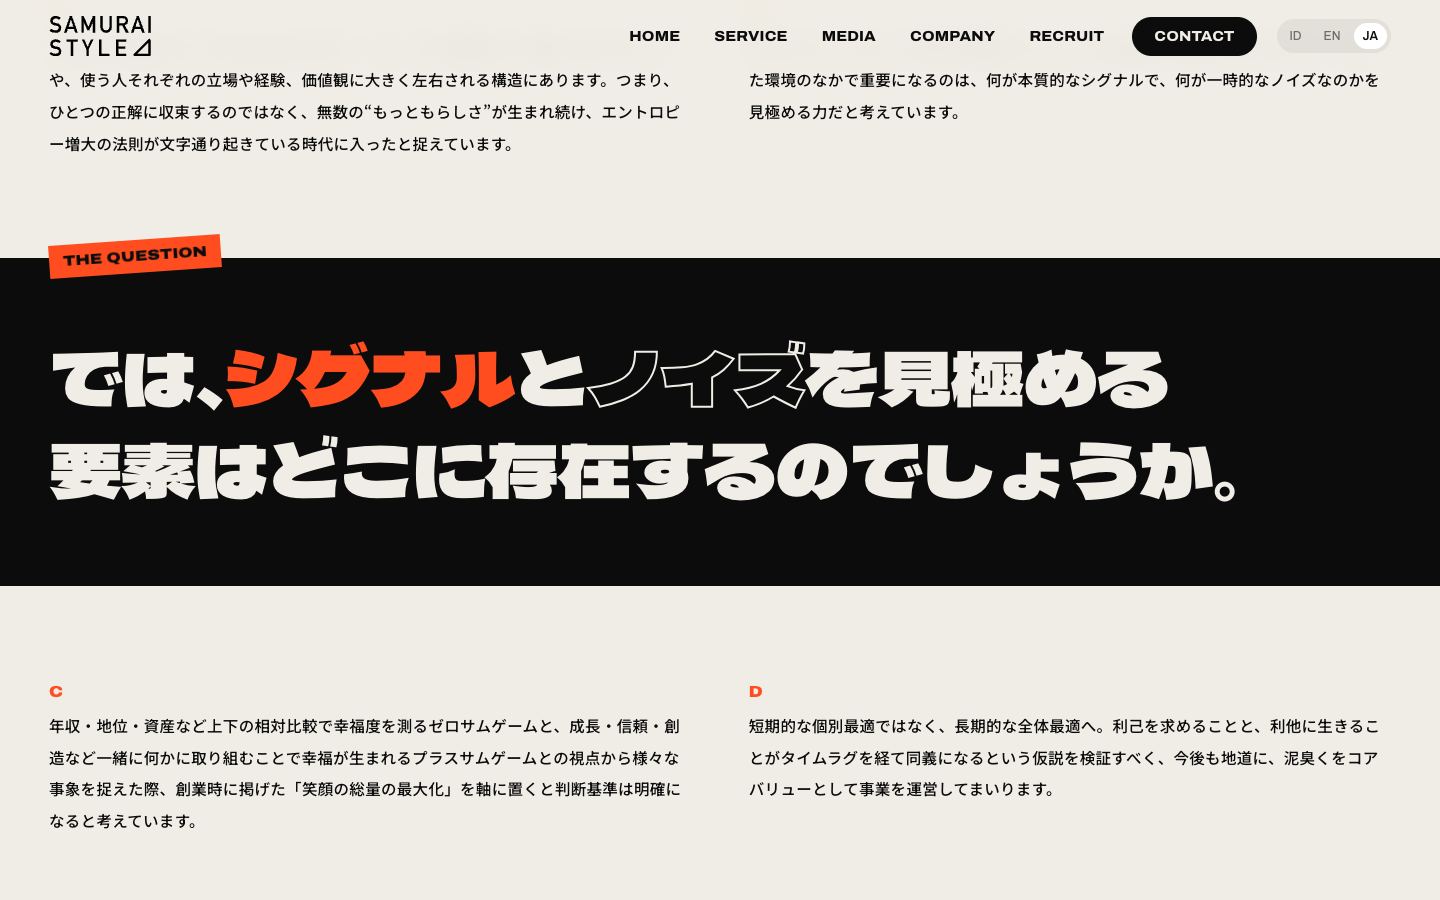 SAMURAI
STYLE
HOME
SERVICE
MEDIA
COMPANY
RECRUIT
CONTACT
ID
EN
JA
や、使う人それぞれの立場や経験、価値観に大きく左右される構造にあります。つまり、
ひとつの正解に収束するのではなく、無数の“もっともらしさ”が生まれ続け、エントロピ
ー増大の法則が文字通り起きている時代に入ったと捉えています。
た環境のなかで重要になるのは、何が本質的なシグナルで、何が一時的なノイズなのかを
見極める力だと考えています。
THE QUESTION
では、シグナルとノイズを見極める
要素はどこに存在するのでしょうか。
C
年収・地位・資産など上下の相対比較で幸福度を測るゼロサムゲームと、成長・信頼・創
造など一緒に何かに取り組むことで幸福が生まれるプラスサムゲームとの視点から様々な
事象を捉えた際、創業時に掲げた「笑顔の総量の最大化」を軸に置くと判断基準は明確に
なると考えています。
D
短期的な個別最適ではなく、長期的な全体最適へ。利己を求めることと、利他に生きるこ
とがタイムラグを経て同義になるという仮説を検証すべく、今後も地道に、泥臭くをコア
バリューとして事業を運営してまいります。